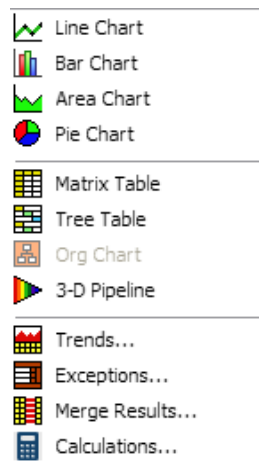 Line Chart
Bar Chart
Area Chart
Pie Chart
Matrix Table
Tree Table
Org Chart
3-D Pipeline
Trends...
Exceptions...
Merge Results...
Calculations...